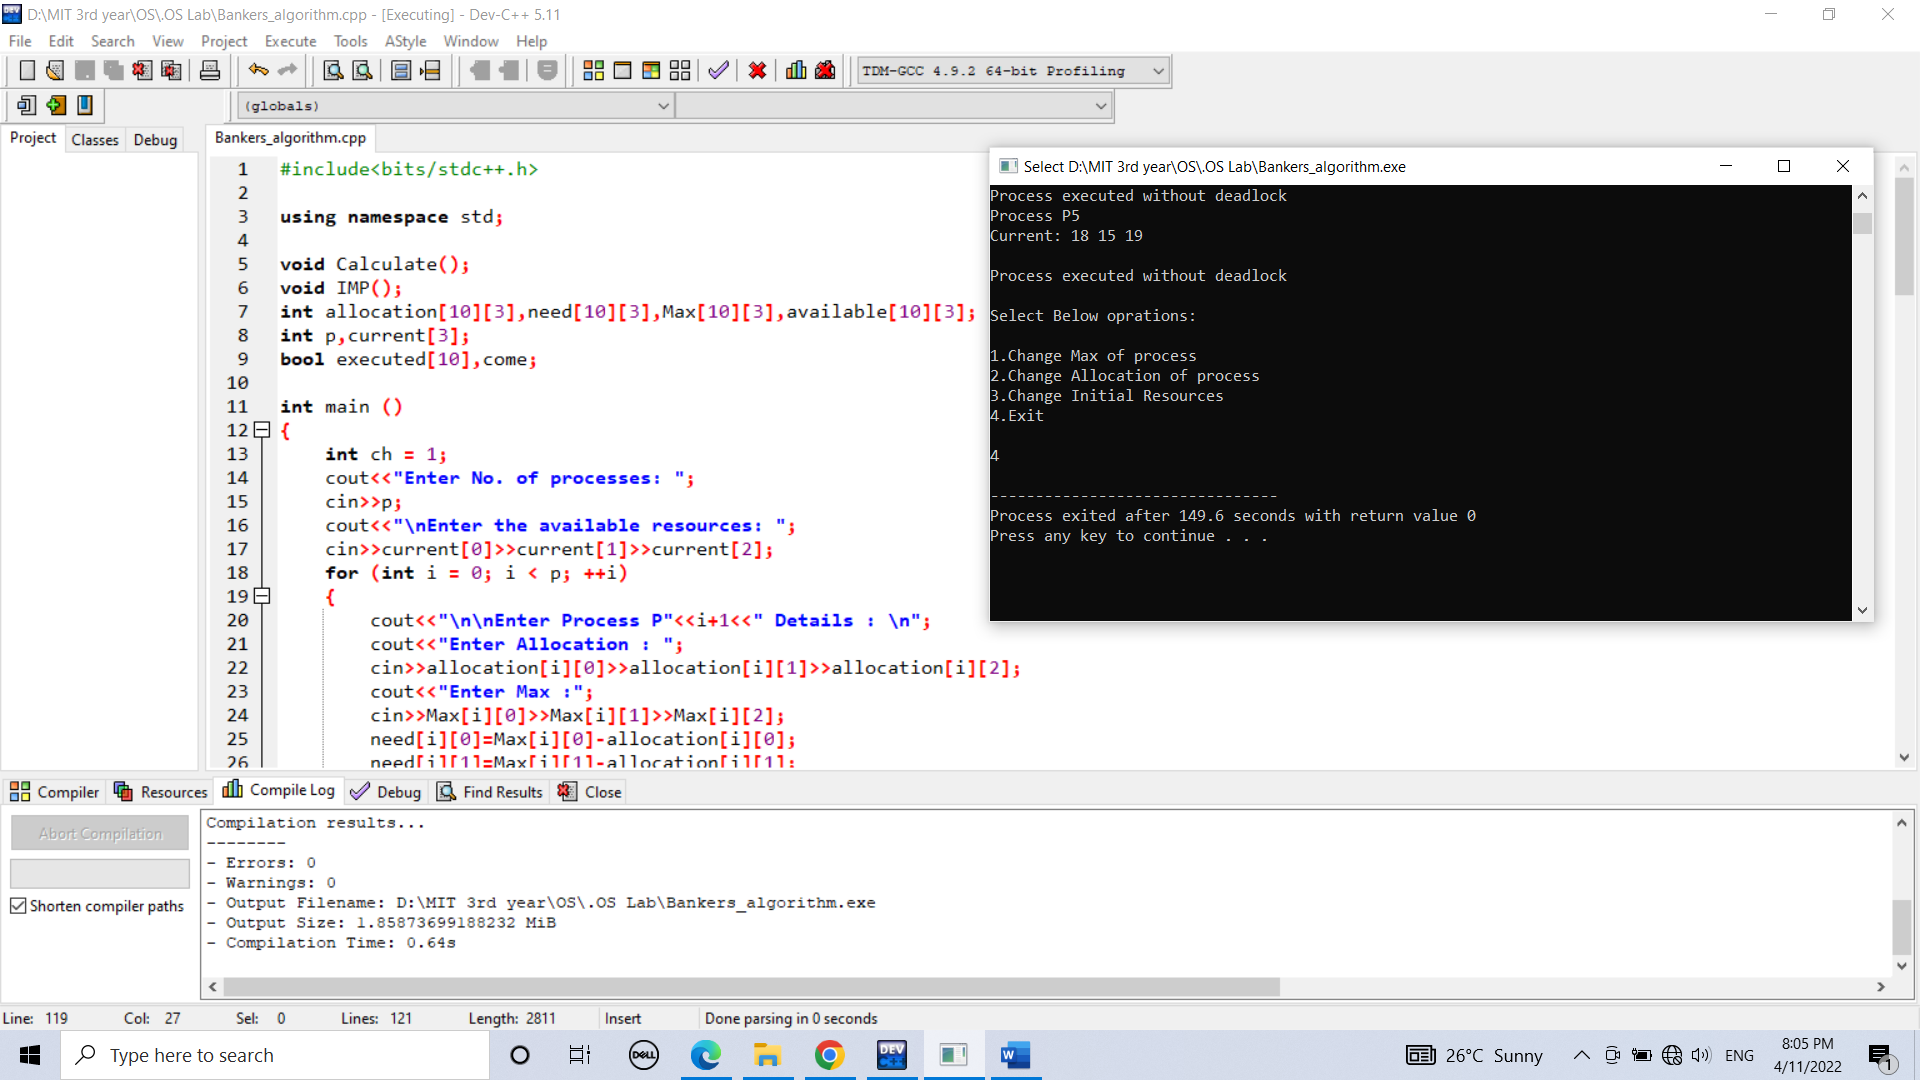 D:\MIT 3rd year\OS\.OS Lab\Bankers_algorithm.cpp - [Executing] - Dev-C++ 5.11
File Edit Search View Project Execute Tools AStyle Window Help
TDM-GCC 4.9.2 64-bit Profiling
(globals)
Project Classes Debug
Bankers_algorithm.cpp
1 #include<bits/stdc++.h>
2
3 using namespace std;
4
5 void Calculate();
6 void IMP();
7 int allocation[10][3],need[10][3],Max[10][3],available[10][3];
8 int p,current[3];
9 bool executed[10],come;
10
11 int main ()
12 {
13 int ch = 1;
14 cout<<"Enter No. of processes: ";
15 cin>>p;
16 cout<<"\nEnter the available resources: ";
17 cin>>current[0]>>current[1]>>current[2];
18 for (int i = 0; i < p; ++i)
19 {
20 cout<<"\n\nEnter Process P"<<i+1<<" Details : \n";
21 cout<<"Enter Allocation : ";
22 cin>>allocation[i][0]>>allocation[i][1]>>allocation[i][2];
23 cout<<"Enter Max :";
24 cin>>Max[i][0]>>Max[i][1]>>Max[i][2];
25 need[i][0]=Max[i][0]-allocation[i][0];
26 need[i][1]=Max[i][1]-allocation[i][1];
Select D:\MIT 3rd year\OS\.OS Lab\Bankers_algorithm.exe
Process executed without deadlock
Process P5
Current: 18 15 19
Process executed without deadlock
Select Below oprations:
1.Change Max of process
2.Change Allocation of process
3.Change Initial Resources
4.Exit
4
--------------------------------
Process exited after 149.6 seconds with return value 0
Press any key to continue . . .
Compiler Resources Compile Log Debug Find Results Close
Abort Compilation
Shorten compiler paths
Compilation results...
--------
- Errors: 0
- Warnings: 0
- Output Filename: D:\MIT 3rd year\OS\.OS Lab\Bankers_algorithm.exe
- Output Size: 1.85873699188232 MiB
- Compilation Time: 0.64s
Line: 119 Col: 27 Sel: 0 Lines: 121 Length: 2811 Insert Done parsing in 0 seconds
Type here to search
DELL
DEV C++
W
26°C Sunny
ENG
8:05 PM
4/11/2022
1